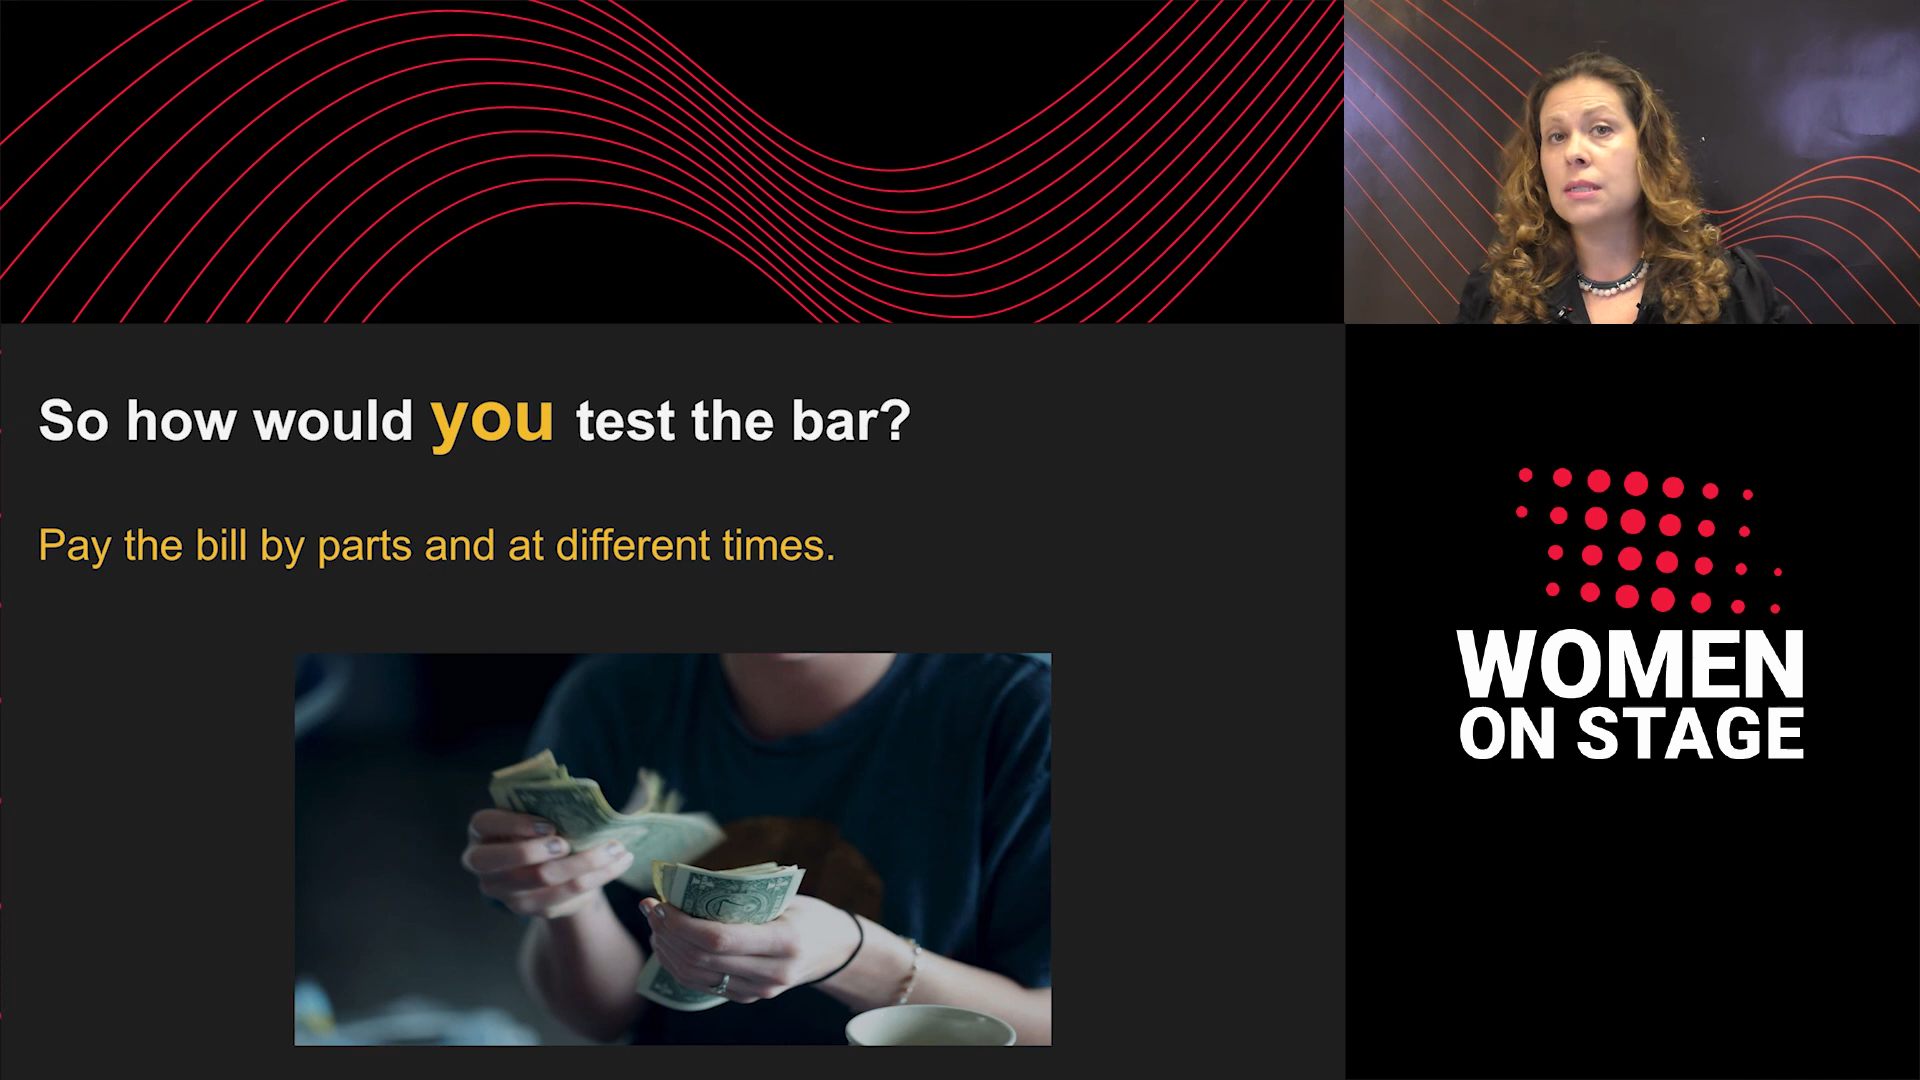 So how would you test the bar?
Pay the bill by parts and at different times.
WOMEN
ON STAGE